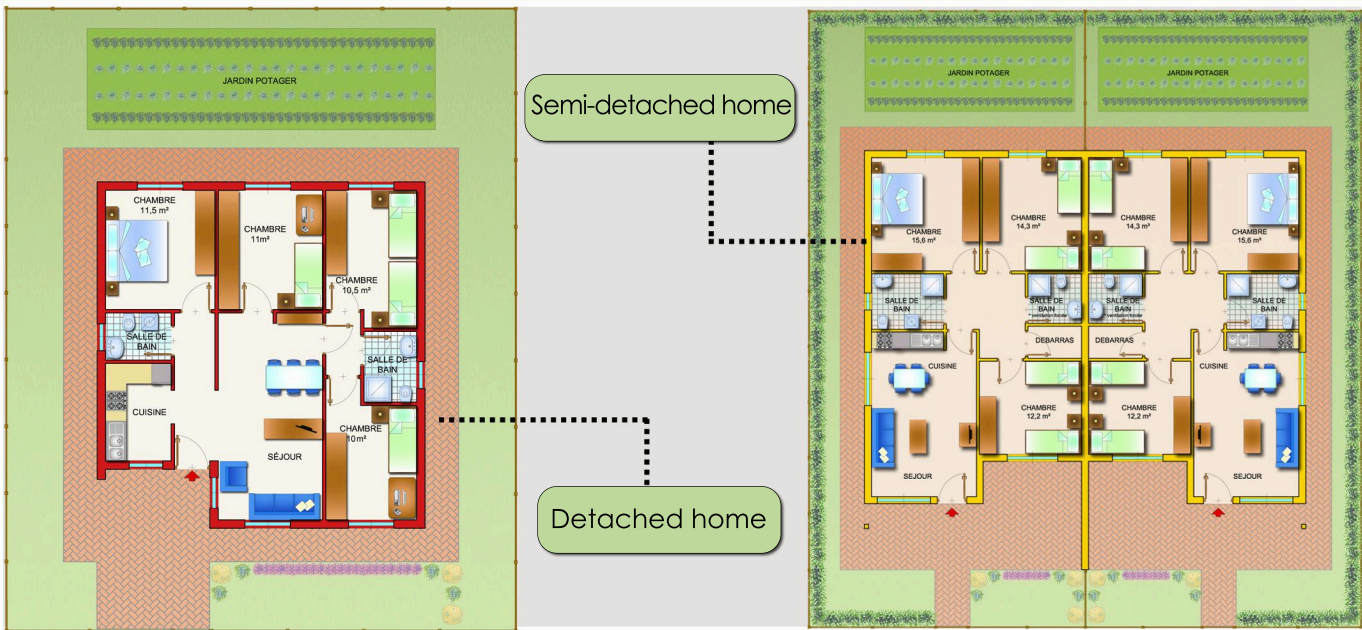 JARDIN POTAGER
CHAMBRE
11,5 m²
CHAMBRE
11m²
CHAMBRE
10,5 m²
SALLE DE
BAIN
SALLE DE
BAIN
CUISINE
CHAMBRE
10m²
SÉJOUR
Semi-detached home
Detached home
JARDIN POTAGER
JARDIN POTAGER
CHAMBRE
15,6 m²
CHAMBRE
14,3 m²
CHAMBRE
14,3 m²
CHAMBRE
15,6 m²
SALLE DE
BAIN
SALLE DE
BAIN
SALLE DE
BAIN
SALLE DE
BAIN
DEBARRAS
DEBARRAS
CUISINE
CUISINE
CHAMBRE
12,2 m²
CHAMBRE
12,2 m²
SEJOUR
SEJOUR